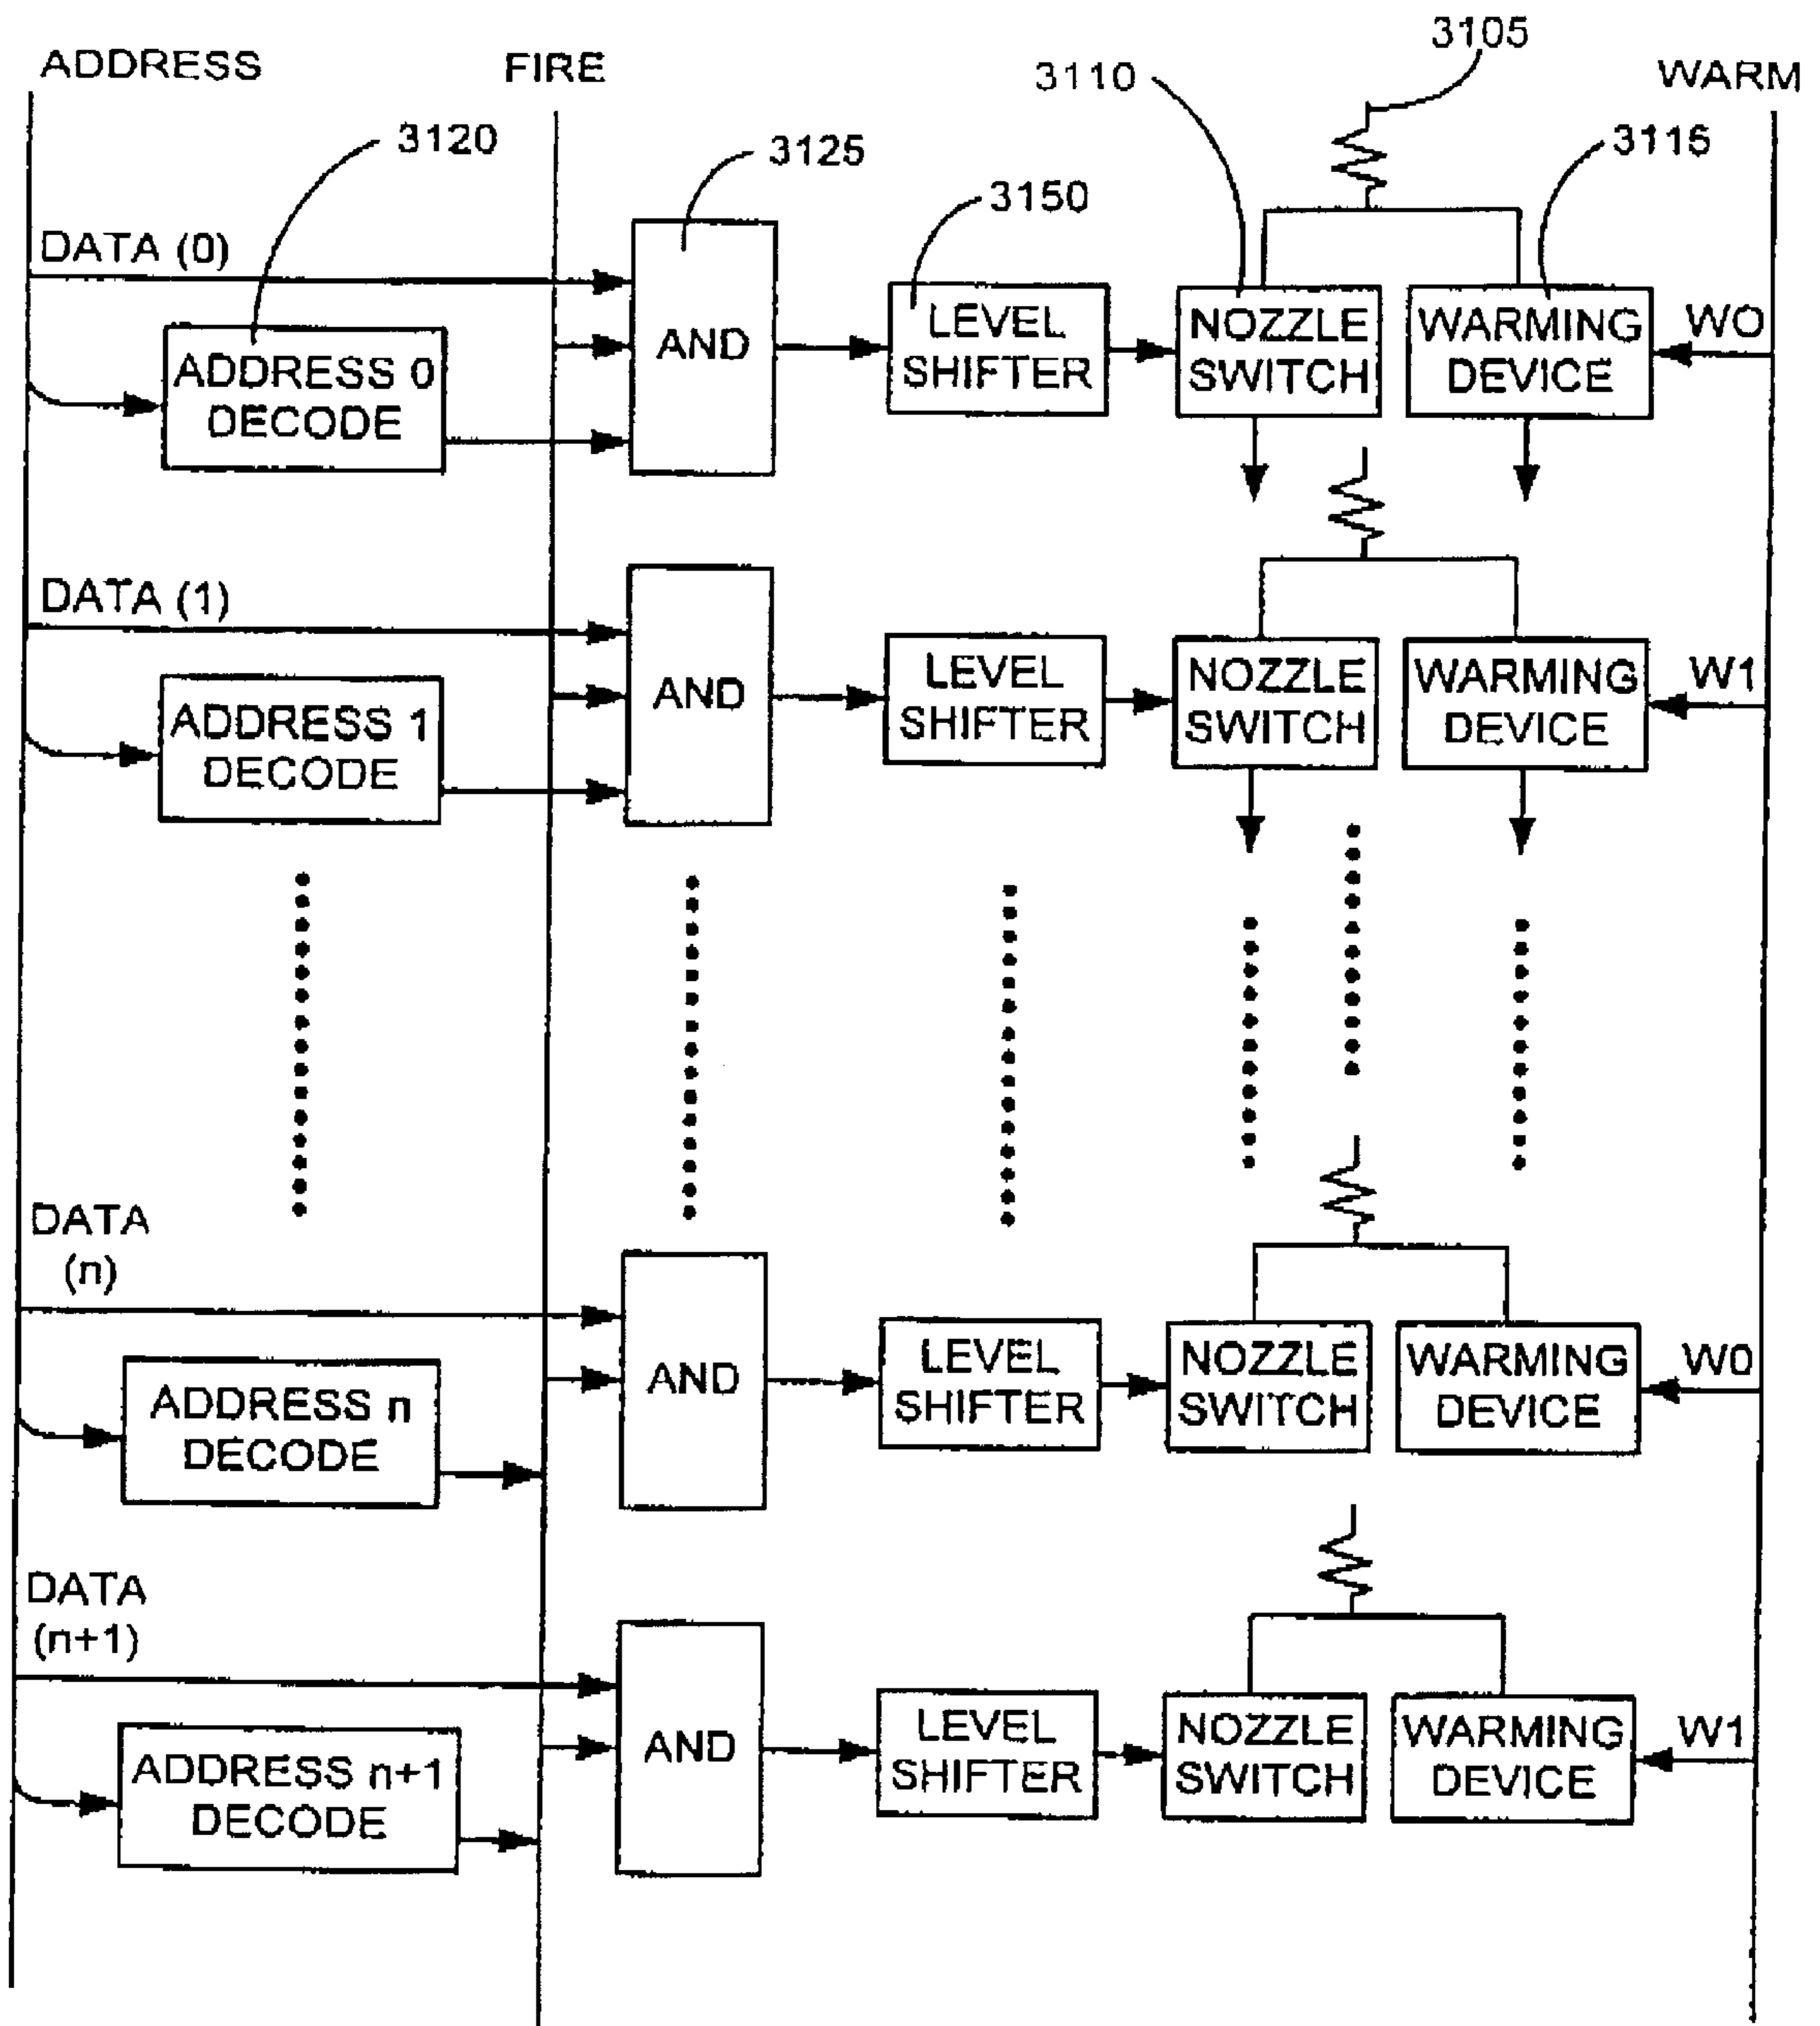 3105
ADDRESS
FIRE
3110
WARM
3120
3125
3115
3150
DATA (0)
LEVEL
SHIFTER
NOZZLE
SWITCH
WARMING
DEVICE
WO
AND
ADDRESS 0
DECODE
DATA (1)
LEVEL
SHIFTER
NOZZLE
SWITCH
WARMING
DEVICE
W1
AND
ADDRESS 1
DECODE
DATA
(n)
LEVEL
SHIFTER
NOZZLE
SWITCH
WARMING
DEVICE
W0
AND
ADDRESS n
DECODE
DATA
(n+1)
LEVEL
SHIFTER
NOZZLE
SWITCH
WARMING
DEVICE
W1
AND
ADDRESS n+1
DECODE